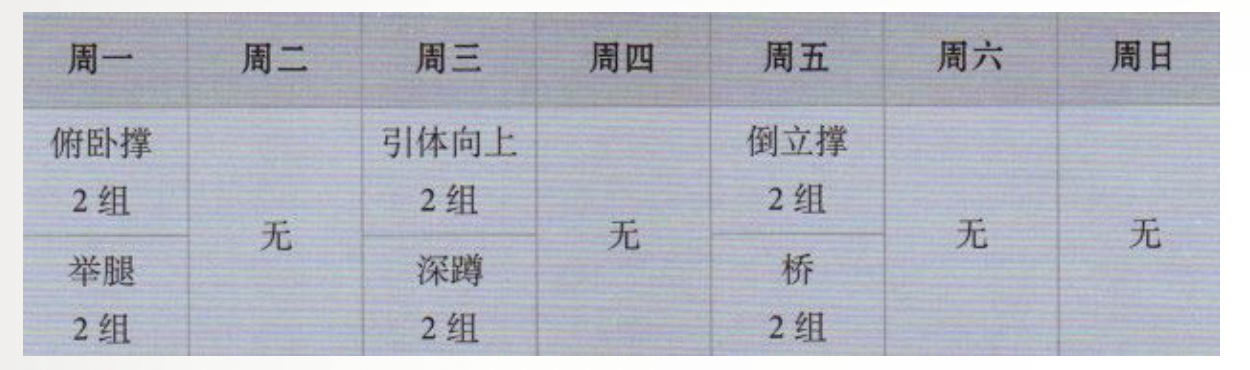 周一 周二 周三 周四 周五 周六 周日
俯卧撑 引体向上 倒立撑
2 组 2 组 2 组
无 无 无 无
举腿 深蹲 桥
2 组 2 组 2 组